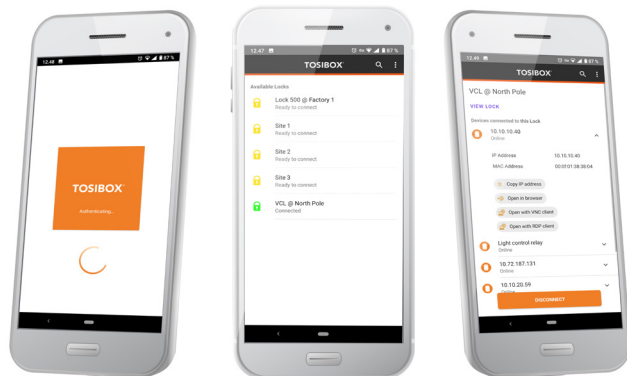 12.48
87 %
TOSIBOX
Authenticating...
12.47
87 %
TOSIBOX
Available Locks
Lock 500 @ Factory 1
Ready to connect
Site 1
Ready to connect
Site 2
Ready to connect
Site 3
Ready to connect
VCL @ North Pole
Connected
12.49
87 %
TOSIBOX
VCL @ North Pole
VIEW LOCK
Devices connected to this Lock
10.10.10.40
Online
IP Address 10.10.10.40
MAC Address
Copy IP address
Open in browser
Open with VNC client
Open with RDP client
Light control relay
Online
10.72.187.131
Online
10.10.20.59
Online
DISCONNECT